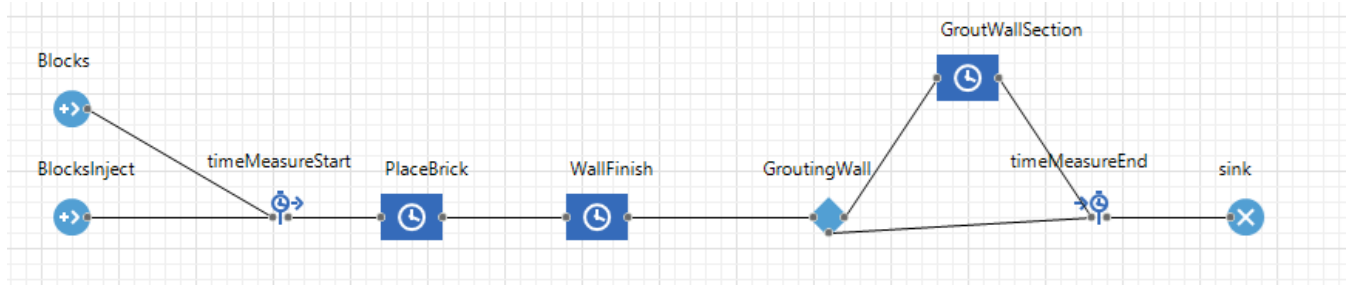 GroutWallSection
Blocks
BlocksInject
timeMeasureStart
PlaceBrick
WallFinish
GroutingWall
timeMeasureEnd
sink